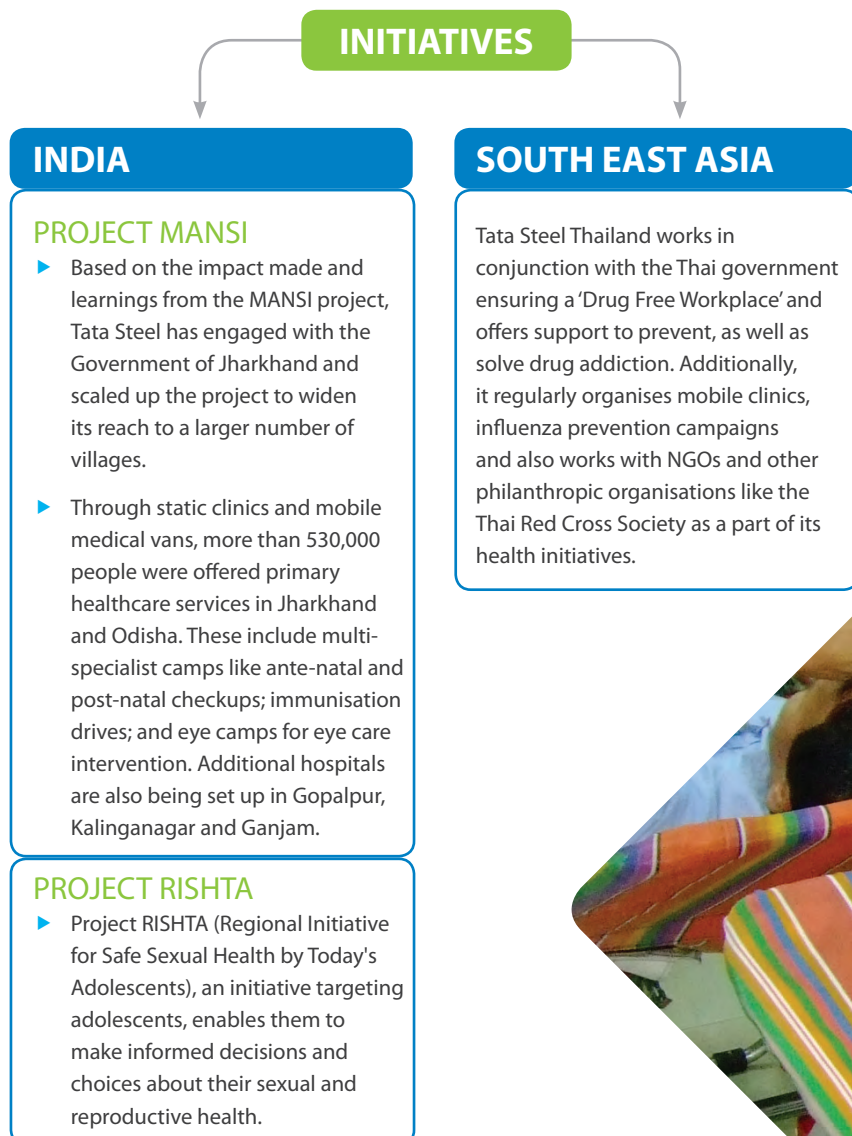 INITIATIVES
INDIA
PROJECT MANSI
Based on the impact made and
learnings from the MANSI project,
Tata Steel has engaged with the
Government of Jharkhand and
scaled up the project to widen
its reach to a larger number of
villages.
Through static clinics and mobile
medical vans, more than 530,000
people were offered primary
healthcare services in Jharkhand
and Odisha. These include multi-
specialist camps like ante-natal and
post-natal checkups; immunisation
drives; and eye camps for eye care
intervention. Additional hospitals
are also being set up in Gopalpur,
Kalinganagar and Ganjam.
PROJECT RISHTA
Project RISHTA (Regional Initiative
for Safe Sexual Health by Today's
Adolescents), an initiative targeting
adolescents, enables them to
make informed decisions and
choices about their sexual and
reproductive health.
SOUTH EAST ASIA
Tata Steel Thailand works in
conjunction with the Thai government
ensuring a ‘Drug Free Workplace’ and
offers support to prevent, as well as
solve drug addiction. Additionally,
it regularly organises mobile clinics,
influenza prevention campaigns
and also works with NGOs and other
philanthropic organisations like the
Thai Red Cross Society as a part of its
health initiatives.